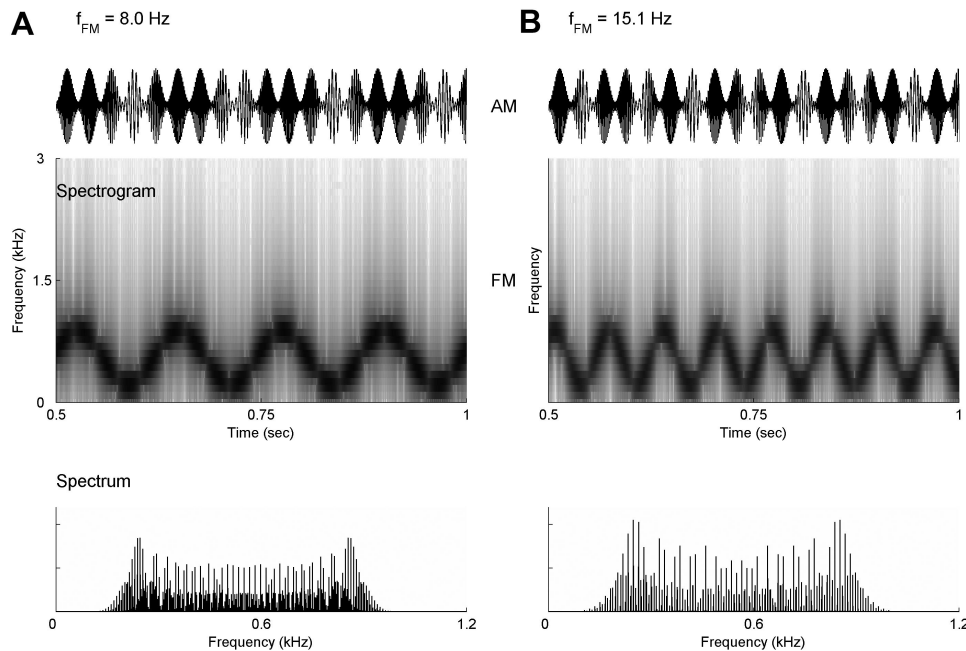 A f_FM = 8.0 Hz
Spectrogram
Frequency (kHz)
3
1.5
0
0.5 0.75 1
Time (sec)
Spectrum
0 0.6 1.2
Frequency (kHz)
B f_FM = 15.1 Hz
AM
FM
Frequency
0.5 0.75 1
Time (sec)
0 0.6 1.2
Frequency (kHz)